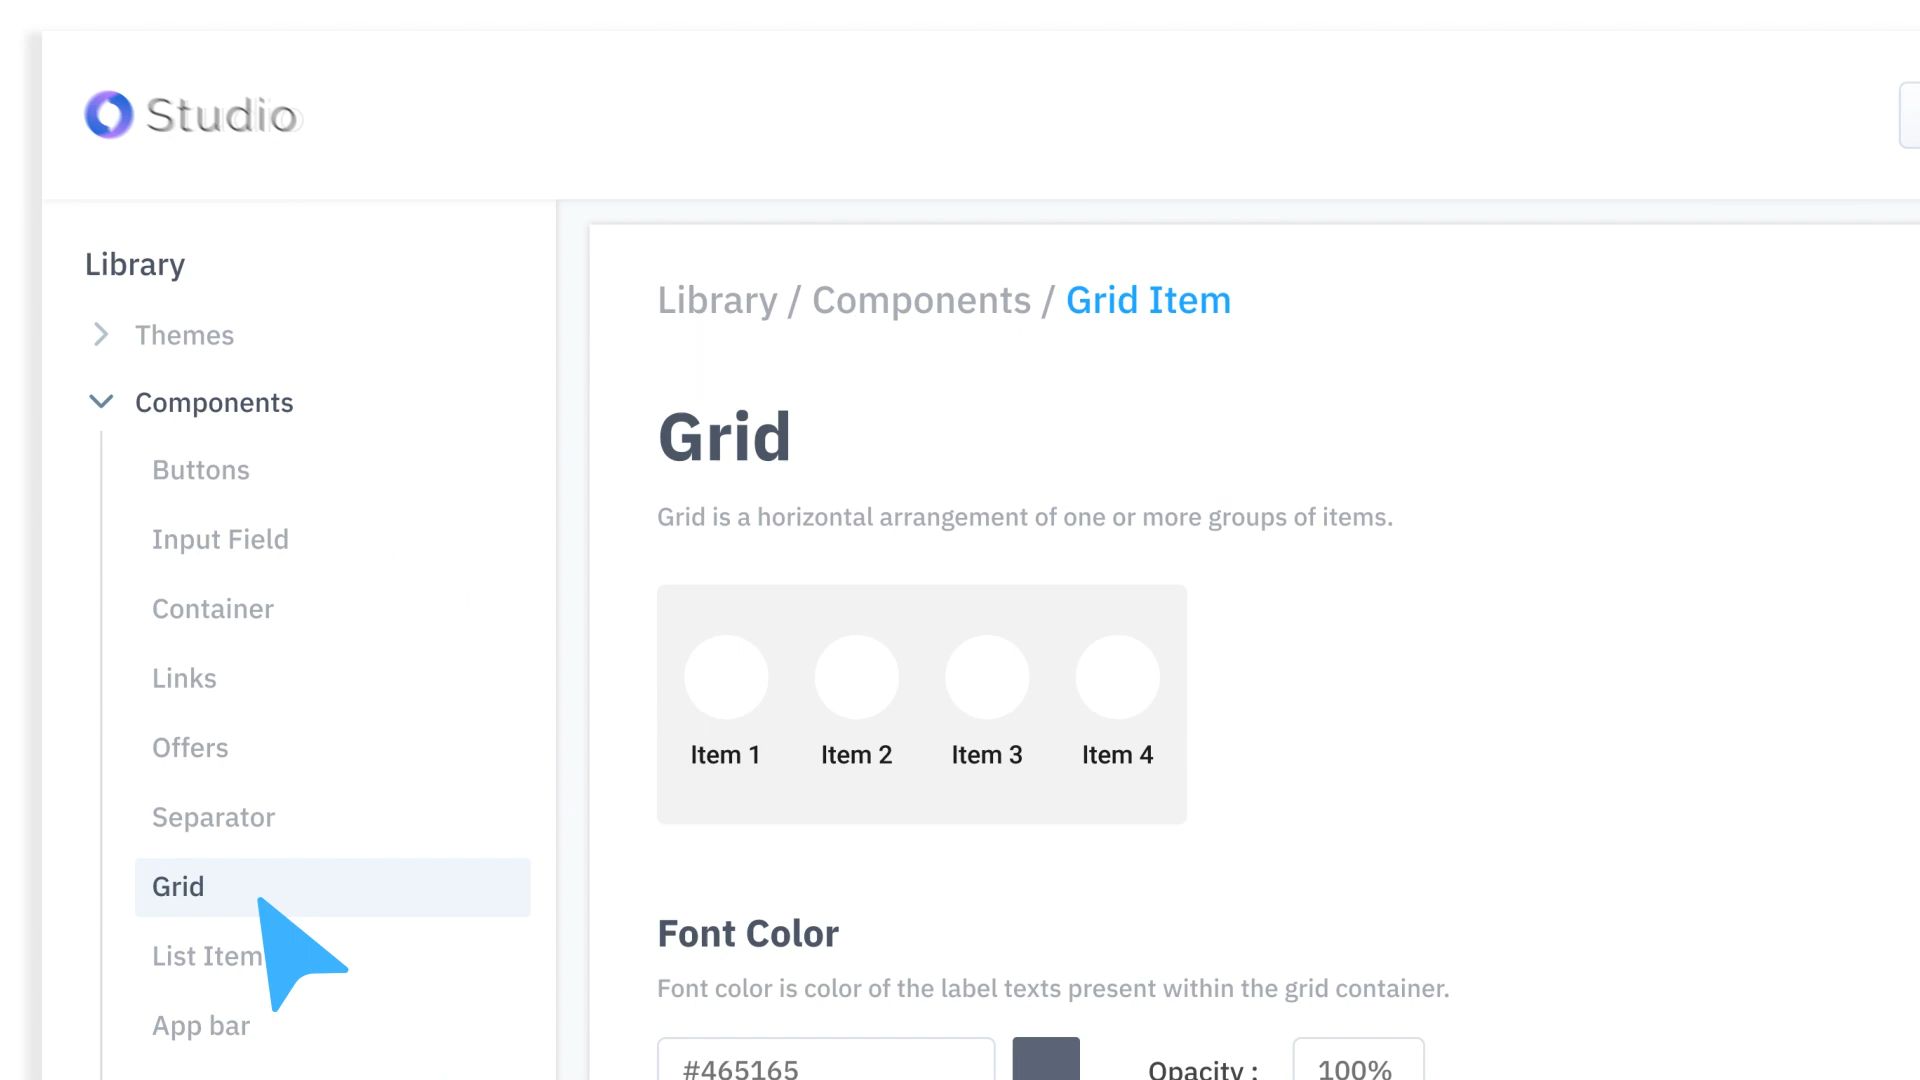 Studio
Library
Themes
Components
Buttons
Input Field
Container
Links
Offers
Separator
Grid
List Item
App bar
Library / Components / Grid Item
Grid
Grid is a horizontal arrangement of one or more groups of items.
Item 1 Item 2 Item 3 Item 4
Font Color
Font color is color of the label texts present within the grid container.
#465165 Opacity : 100%